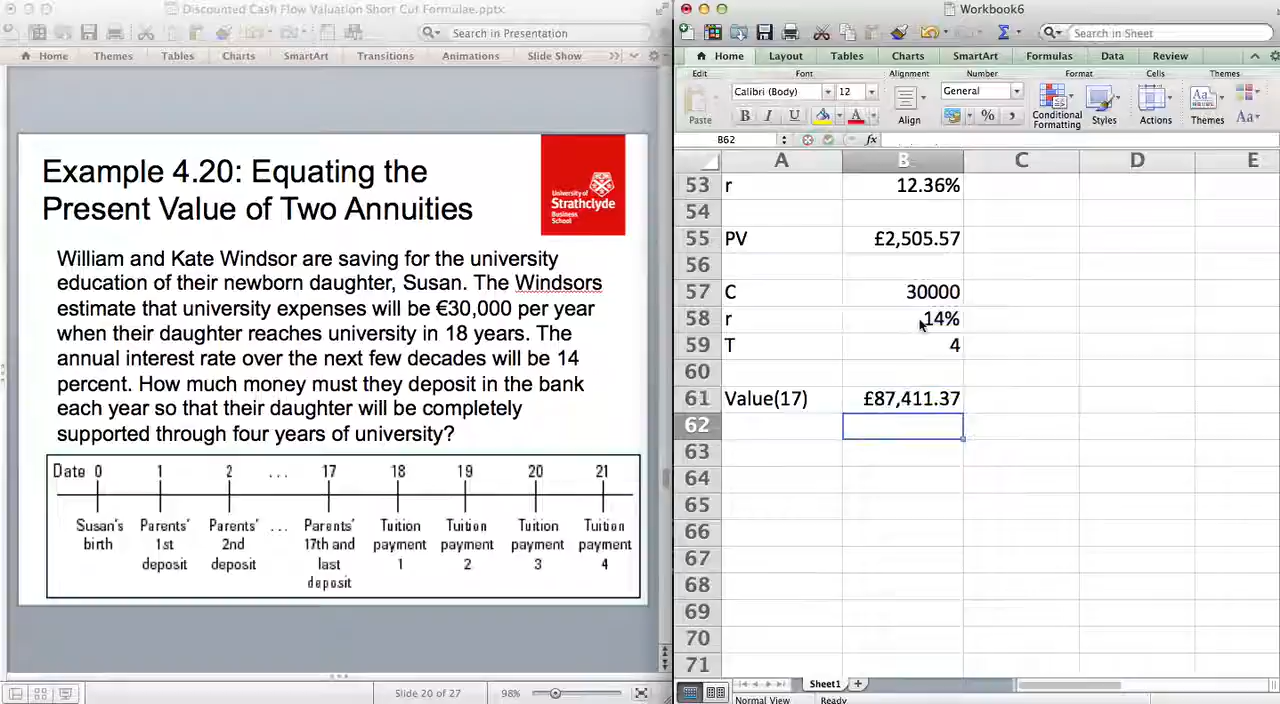 Discounted Cash Flow Valuation Short Cut Formulae.pptx
Search in Presentation
Home Themes Tables Charts SmartArt Transitions Animations Slide Show
Example 4.20: Equating the
Present Value of Two Annuities
University of
Strathclyde
Business
School
William and Kate Windsor are saving for the university
education of their newborn daughter, Susan. The Windsors
estimate that university expenses will be €30,000 per year
when their daughter reaches university in 18 years. The
annual interest rate over the next few decades will be 14
percent. How much money must they deposit in the bank
each year so that their daughter will be completely
supported through four years of university?
Date 0 1 2 ... 17 18 19 20 21
Susan's Parents' Parents' ... Parents' Tuition Tuition Tuition Tuition
birth 1st 2nd 17th and payment payment payment payment
deposit deposit last 1 2 3 4
deposit
Slide 20 of 27 98%
Workbook6
Search in Sheet
Home Layout Tables Charts SmartArt Formulas Data Review
Edit Font Alignment Number Format Cells Themes
Calibri (Body) 12 General
Paste B I U A Align % Conditional Formatting Styles Actions Themes Aa
B62 fx
A B C D E
53 r 12.36%
54
55 PV £2,505.57
56
57 C 30000
58 r 14%
59 T 4
60
61 Value(17) £87,411.37
62
63
64
65
66
67
68
69
70
71
Sheet1
Normal View Ready